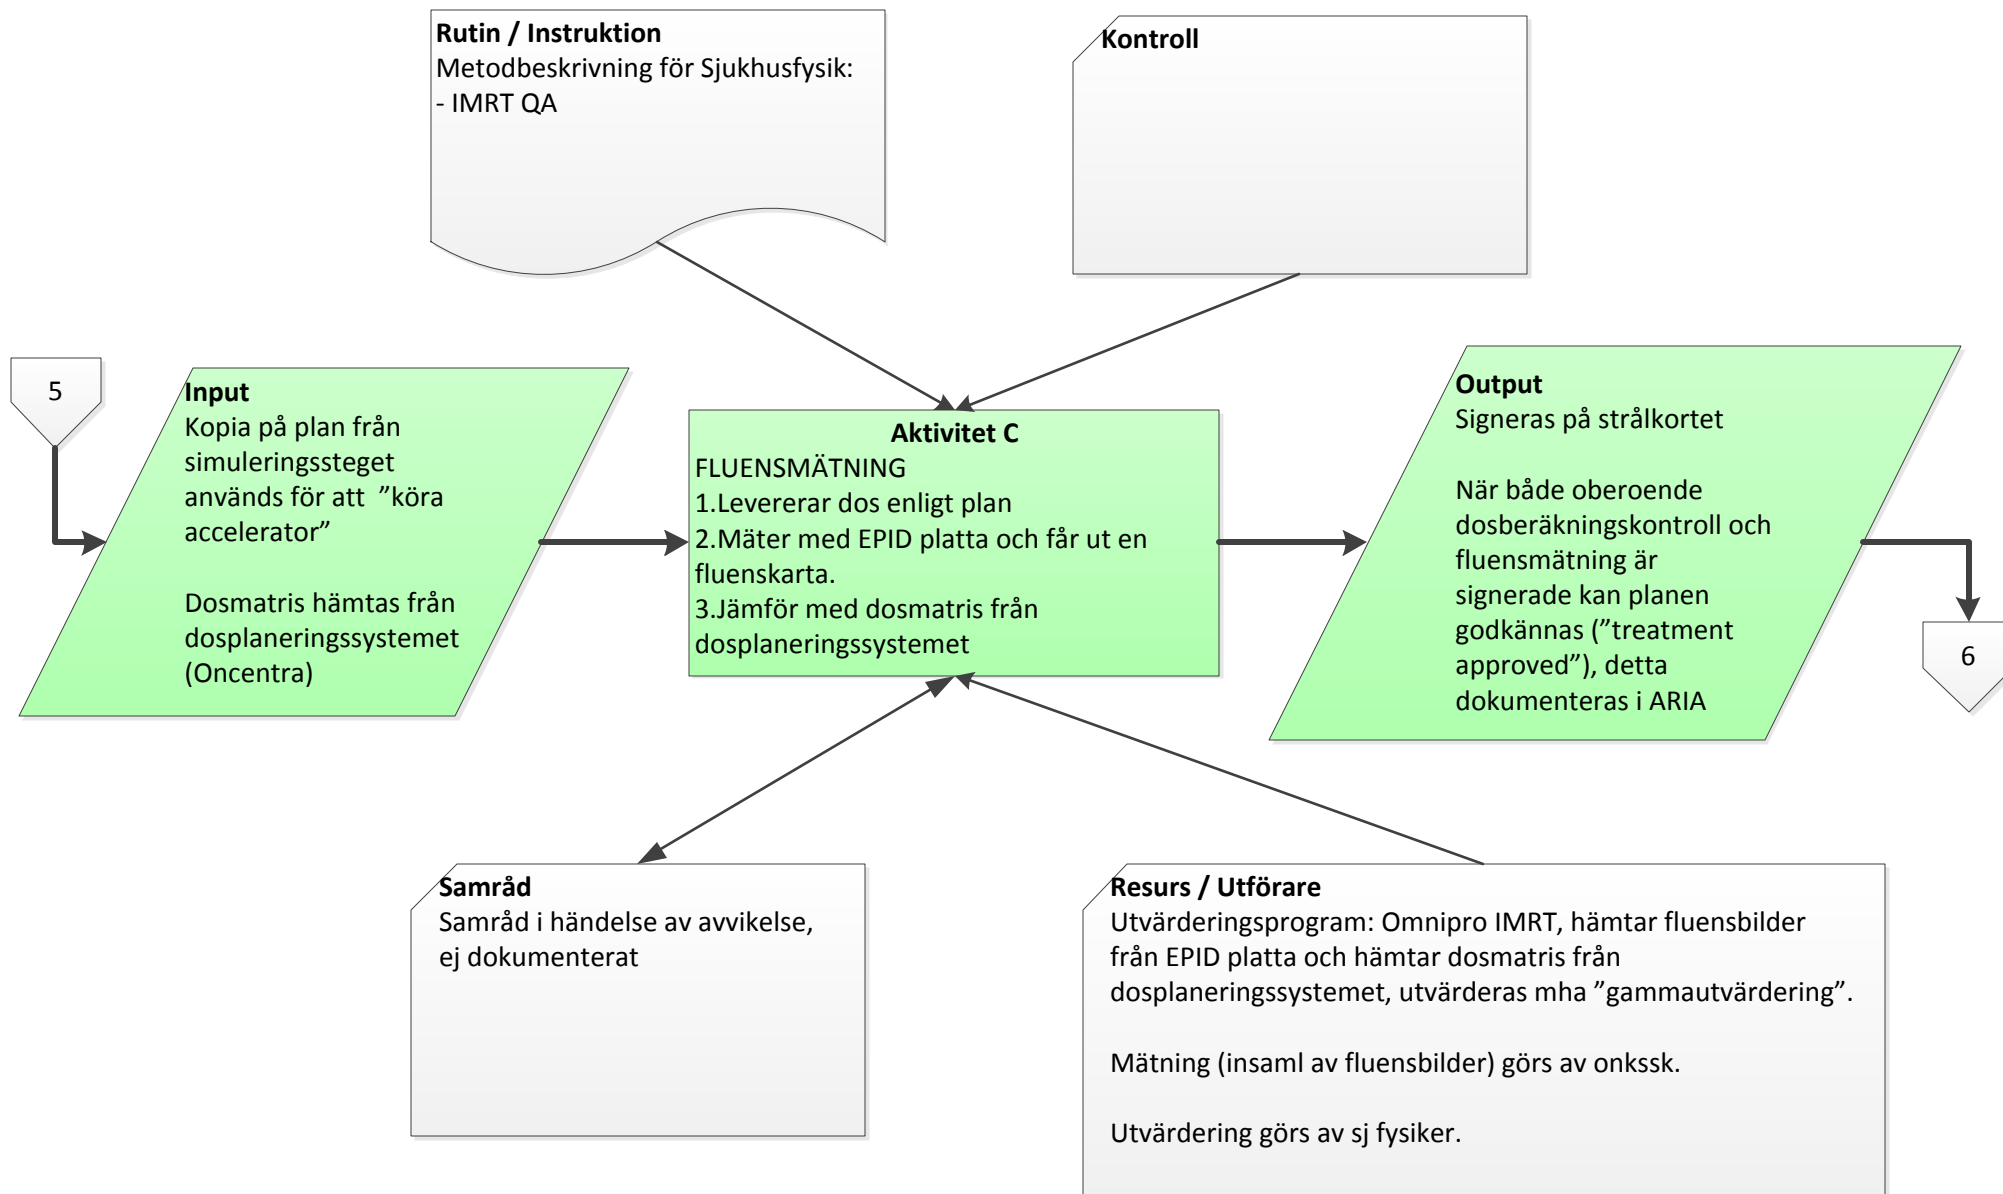 Rutin / Instruktion
Metodbeskrivning för Sjukhusfysik:
- IMRT QA
Kontroll
5
Input
Kopia på plan från
simuleringssteget
används för att  ”köra
accelerator”
Dosmatris hämtas från
dosplaneringssystemet
(Oncentra)
Aktivitet C
FLUENSMÄTNING
1.Levererar dos enligt plan
2.Mäter med EPID platta och får ut en
fluenskarta.
3.Jämför med dosmatris från
dosplaneringssystemet
Output
Signeras på strålkortet
När både oberoende
dosberäkningskontroll och
fluensmätning är
signerade kan planen
godkännas (”treatment
approved”), detta
dokumenteras i ARIA
6
Samråd
Samråd i händelse av avvikelse,
ej dokumenterat
Resurs / Utförare
Utvärderingsprogram: Omnipro IMRT, hämtar fluensbilder
från EPID platta och hämtar dosmatris från
dosplaneringssystemet, utvärderas mha ”gammautvärdering”.
Mätning (insaml av fluensbilder) görs av onkssk.
Utvärdering görs av sj fysiker.